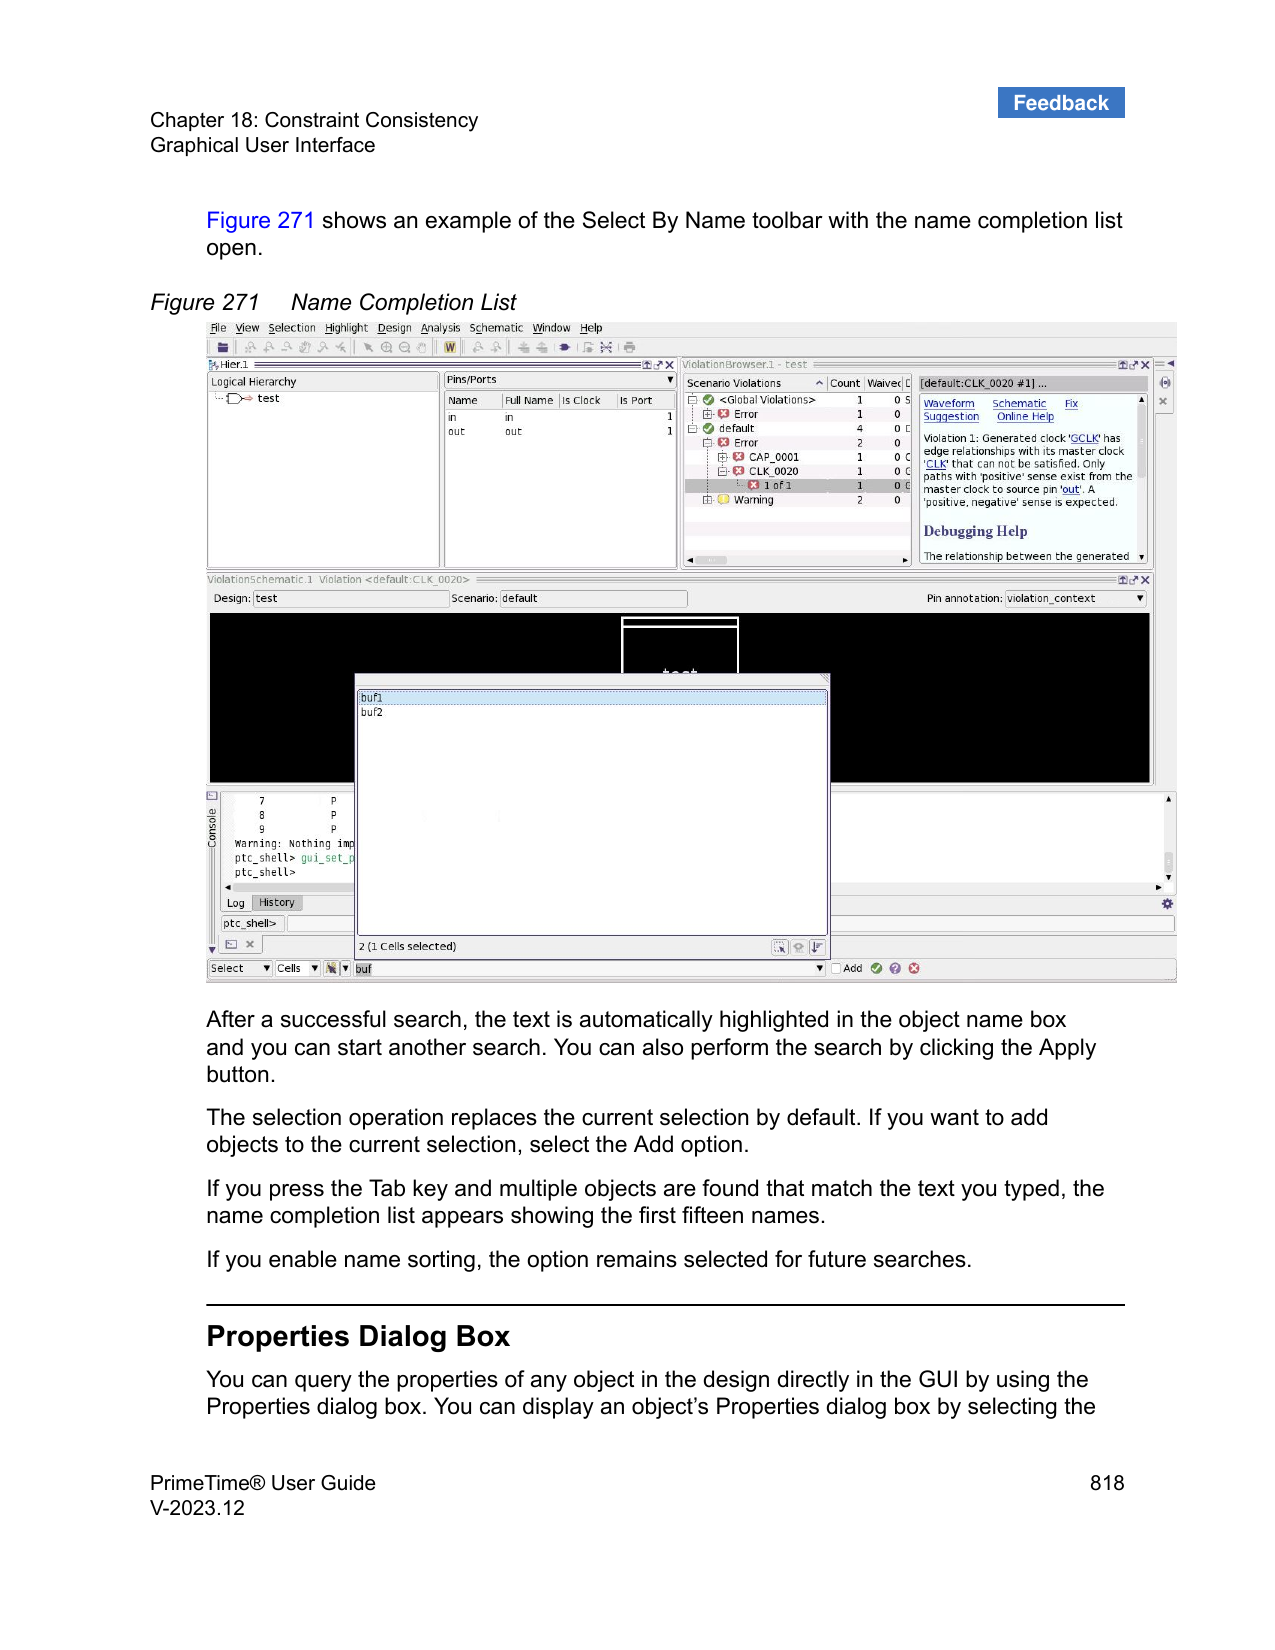 Feedback
Chapter 18: Constraint Consistency
Graphical User Interface
Figure 271 shows an example of the Select By Name toolbar with the name completion list
open.
Figure 271 Name Completion List
File View Selection Highlight Design Analysis Schematic Window Help
W
Hier.1
Logical Hierarchy
test
Pins/Ports
Name Full Name Is Clock Is Port
in in 1
out out 1
ViolationBrowser.1 - test
Scenario Violations Count Waived
<Global Violations> 1 0 S
Error 1 0
default 4 0
Error 2 0
CAP_0001 1 0 C
CLK_0020 1 0 G
1 of 1 1 0 G
Warning 2 0
[default:CLK_0020 #1] ...
Waveform Schematic Fix
Suggestion Online Help
Violation 1: Generated clock 'GCLK' has
edge relationships with its master clock
'CLK' that can not be satisfied. Only
paths with 'positive' sense exist from the
master clock to source pin 'out'. A
'positive, negative' sense is expected.
Debugging Help
The relationship between the generated
ViolationSchematic.1 Violation <default:CLK_0020>
Design: test Scenario: default Pin annotation: violation_context
test
buf1
buf2
Console
7 P
8 P
9 P
Warning: Nothing imp
ptc_shell> gui_set_p
ptc_shell>
Log History
ptc_shell>
2 (1 Cells selected)
Select Cells buf Add
After a successful search, the text is automatically highlighted in the object name box
and you can start another search. You can also perform the search by clicking the Apply
button.
The selection operation replaces the current selection by default. If you want to add
objects to the current selection, select the Add option.
If you press the Tab key and multiple objects are found that match the text you typed, the
name completion list appears showing the first fifteen names.
If you enable name sorting, the option remains selected for future searches.
Properties Dialog Box
You can query the properties of any object in the design directly in the GUI by using the
Properties dialog box. You can display an object's Properties dialog box by selecting the
PrimeTime® User Guide 818
V-2023.12